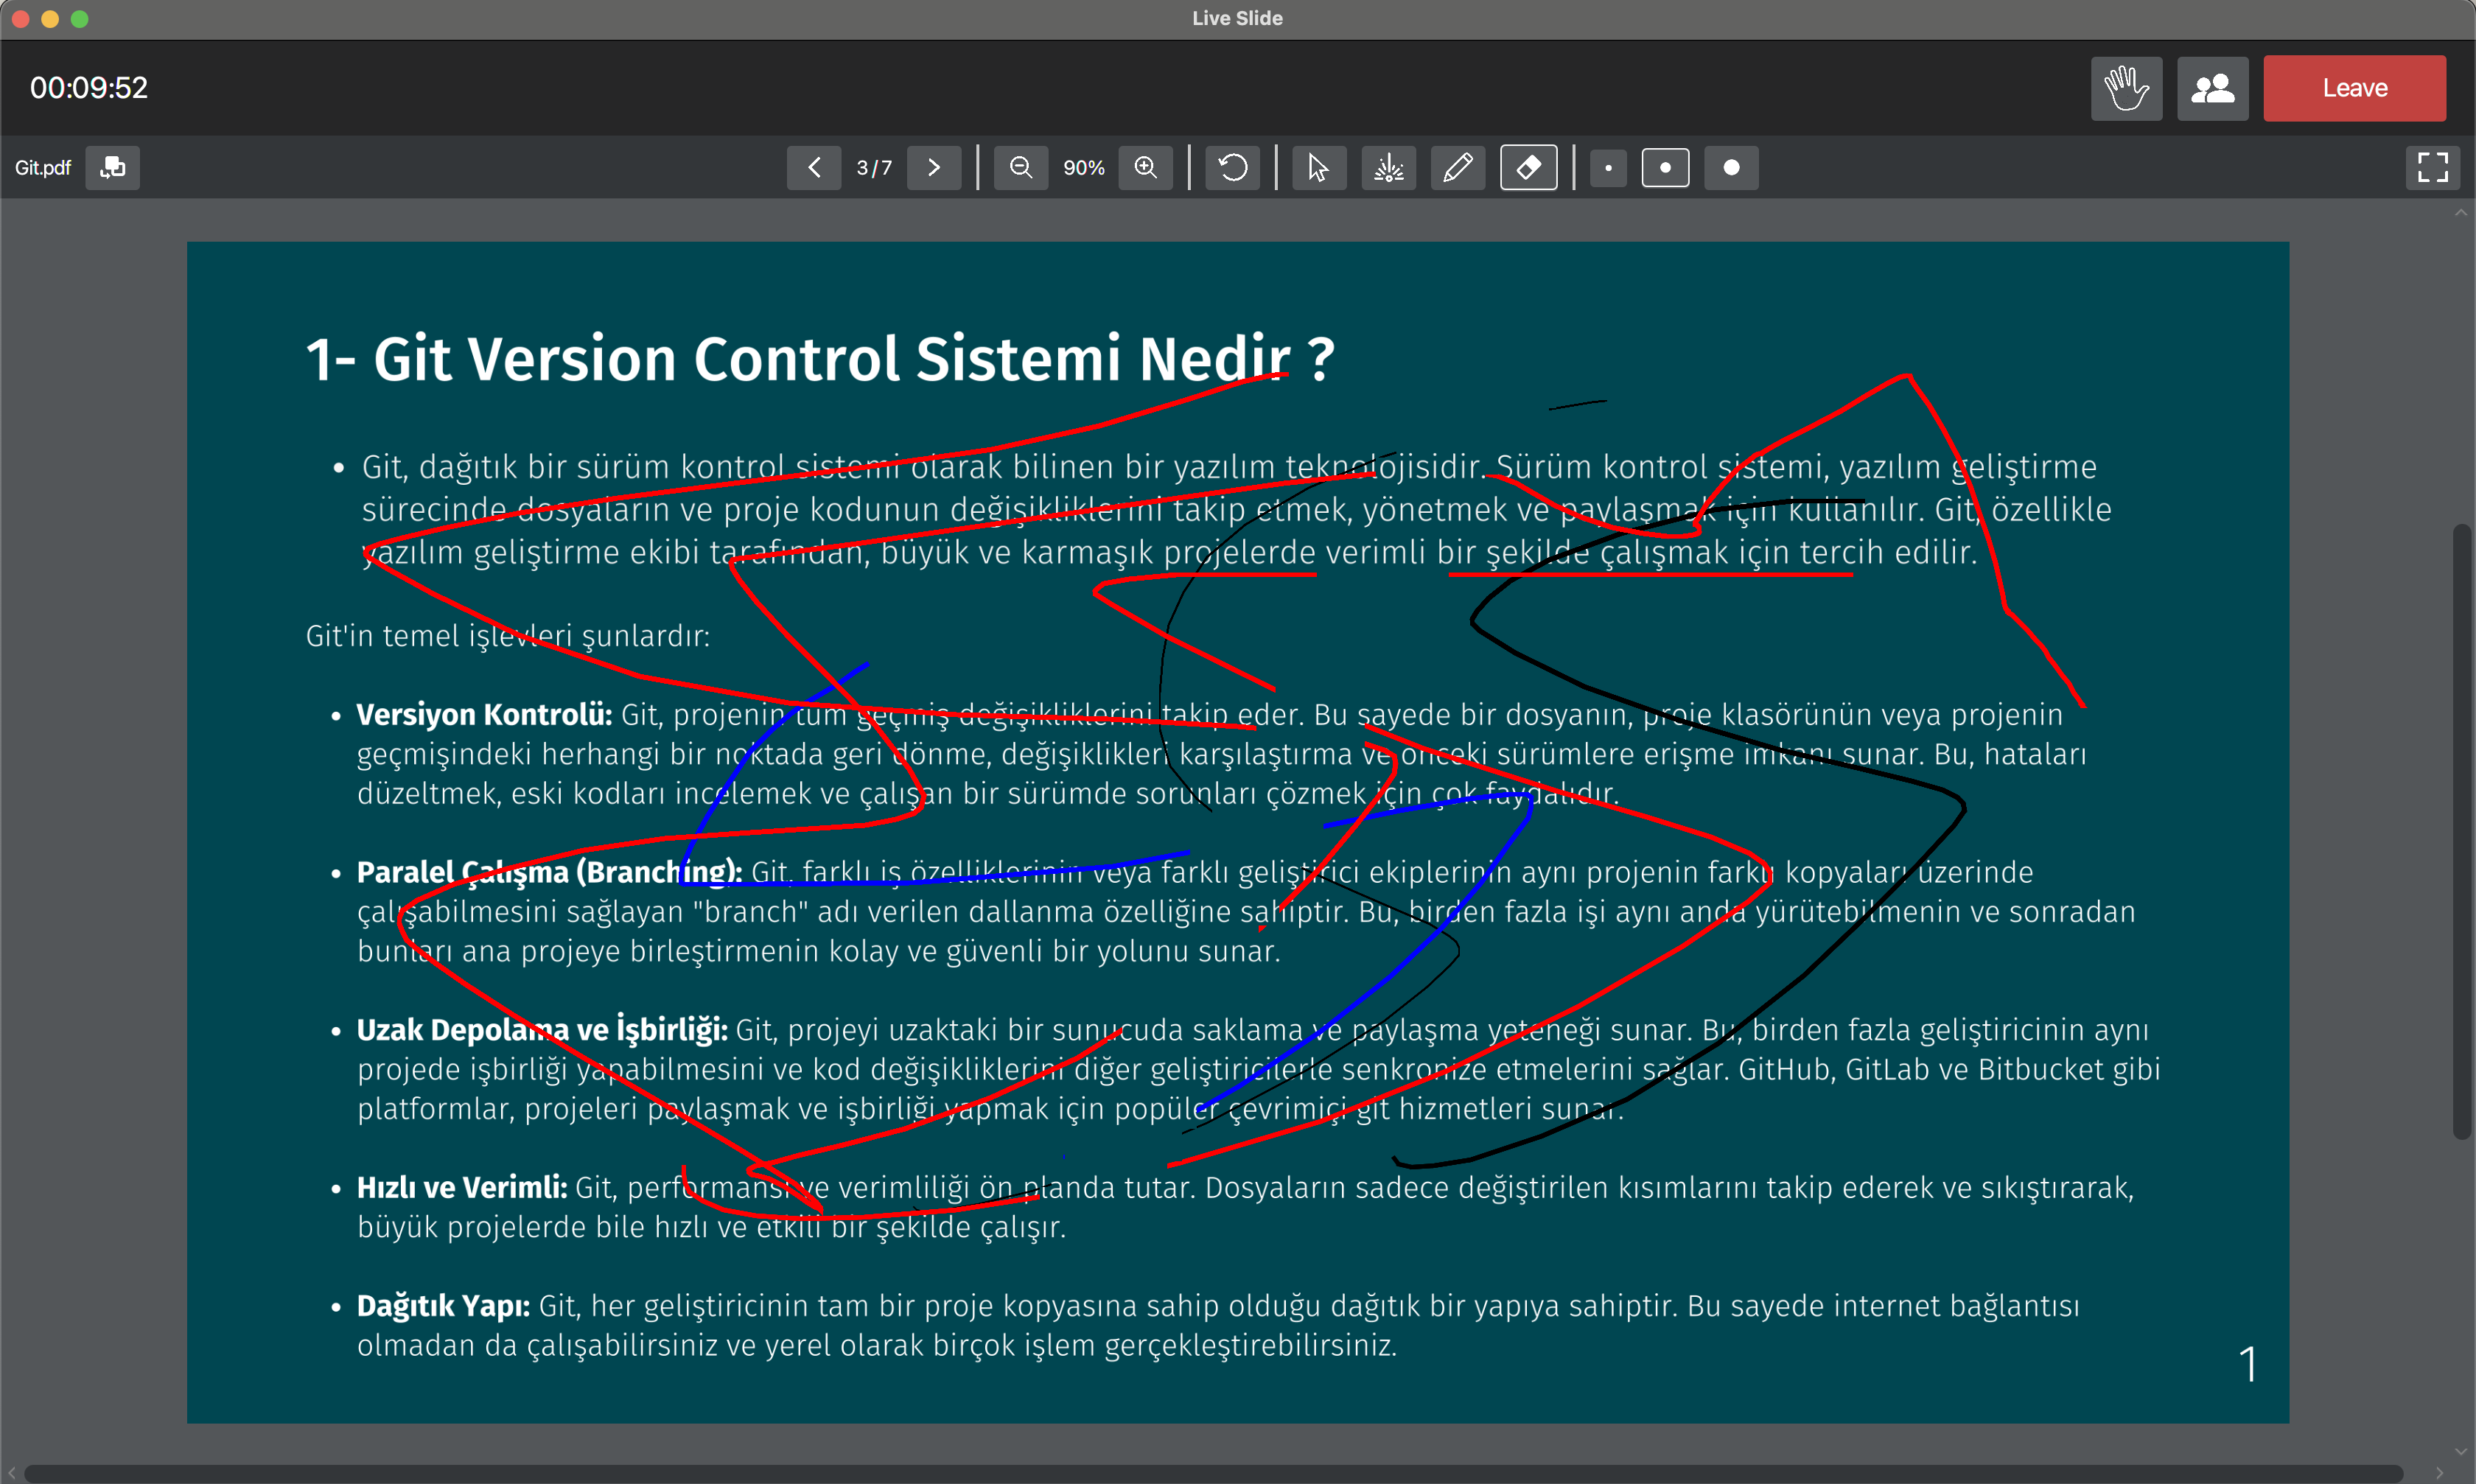 Live Slide
00:09:52
Leave
Git.pdf
3/7
90%
1- Git Version Control Sistemi Nedir ?
• Git, dağıtık bir sürüm kontrol sistemi olarak bilinen bir yazılım teknolojisidir. Sürüm kontrol sistemi, yazılım geliştirme
sürecinde dosyaların ve proje kodunun değişikliklerini takip etmek, yönetmek ve paylaşmak için kullanılır. Git, özellikle
yazılım geliştirme ekibi tarafından, büyük ve karmaşık projelerde verimli bir şekilde çalışmak için tercih edilir.
Git'in temel işlevleri şunlardır:
• Versiyon Kontrolü: Git, projenin tüm geçmiş değişikliklerini takip eder. Bu sayede bir dosyanın, proje klasörünün veya projenin
geçmişindeki herhangi bir noktada geri dönme, değişiklikleri karşılaştırma ve önceki sürümlere erişme imkanı sunar. Bu, hataları
düzeltmek, eski kodları incelemek ve çalışan bir sürümde sorunları çözmek için çok faydalıdır.
• Paralel Çalışma (Branching): Git, farklı iş özelliklerinin veya farklı geliştirici ekiplerinin aynı projenin farklı kopyaları üzerinde
çalışabilmesini sağlayan "branch" adı verilen dallanma özelliğine sahiptir. Bu, birden fazla işi aynı anda yürütebilmenin ve sonradan
bunları ana projeye birleştirmenin kolay ve güvenli bir yolunu sunar.
• Uzak Depolama ve İşbirliği: Git, projeyi uzaktaki bir sunucuda saklama ve paylaşma yeteneği sunar. Bu, birden fazla geliştiricinin aynı
projede işbirliği yapabilmesini ve kod değişikliklerini diğer geliştiricilerle senkronize etmelerini sağlar. GitHub, GitLab ve Bitbucket gibi
platformlar, projeleri paylaşmak ve işbirliği yapmak için popüler çevrimiçi git hizmetleri sunar.
• Hızlı ve Verimli: Git, performansı ve verimliliği ön planda tutar. Dosyaların sadece değiştirilen kısımlarını takip ederek ve sıkıştırarak,
büyük projelerde bile hızlı ve etkili bir şekilde çalışır.
• Dağıtık Yapı: Git, her geliştiricinin tam bir proje kopyasına sahip olduğu dağıtık bir yapıya sahiptir. Bu sayede internet bağlantısı
olmadan da çalışabilirsiniz ve yerel olarak birçok işlem gerçekleştirebilirsiniz.
1